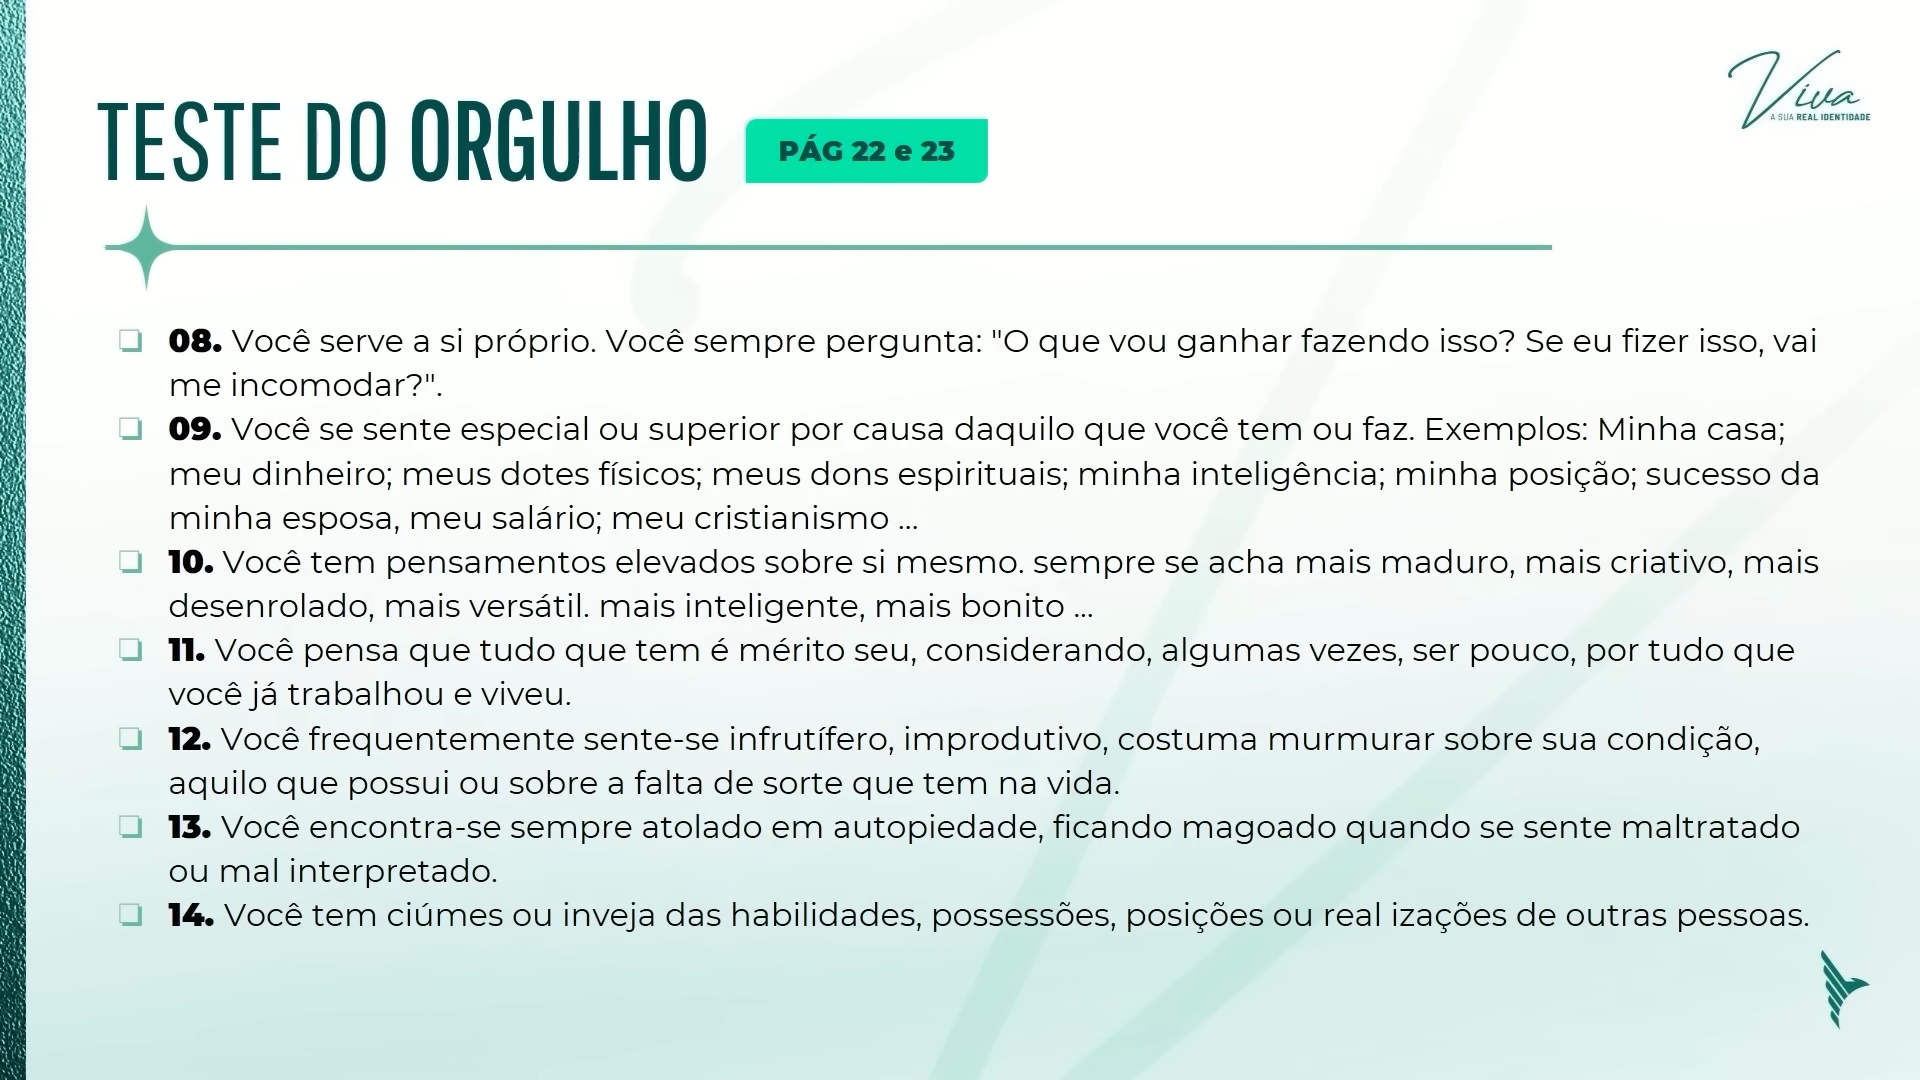 TESTE DO ORGULHO
PÁG 22 e 23
Viva
A SUA REAL IDENTIDADE
08. Você serve a si próprio. Você sempre pergunta: "O que vou ganhar fazendo isso? Se eu fizer isso, vai
me incomodar?".
09. Você se sente especial ou superior por causa daquilo que você tem ou faz. Exemplos: Minha casa;
meu dinheiro; meus dotes físicos; meus dons espirituais; minha inteligência; minha posição; sucesso da
minha esposa, meu salário; meu cristianismo ...
10. Você tem pensamentos elevados sobre si mesmo. sempre se acha mais maduro, mais criativo, mais
desenrolado, mais versátil. mais inteligente, mais bonito ...
11. Você pensa que tudo que tem é mérito seu, considerando, algumas vezes, ser pouco, por tudo que
você já trabalhou e viveu.
12. Você frequentemente sente-se infrutífero, improdutivo, costuma murmurar sobre sua condição,
aquilo que possui ou sobre a falta de sorte que tem na vida.
13. Você encontra-se sempre atolado em autopiedade, ficando magoado quando se sente maltratado
ou mal interpretado.
14. Você tem ciúmes ou inveja das habilidades, possessões, posições ou real izações de outras pessoas.